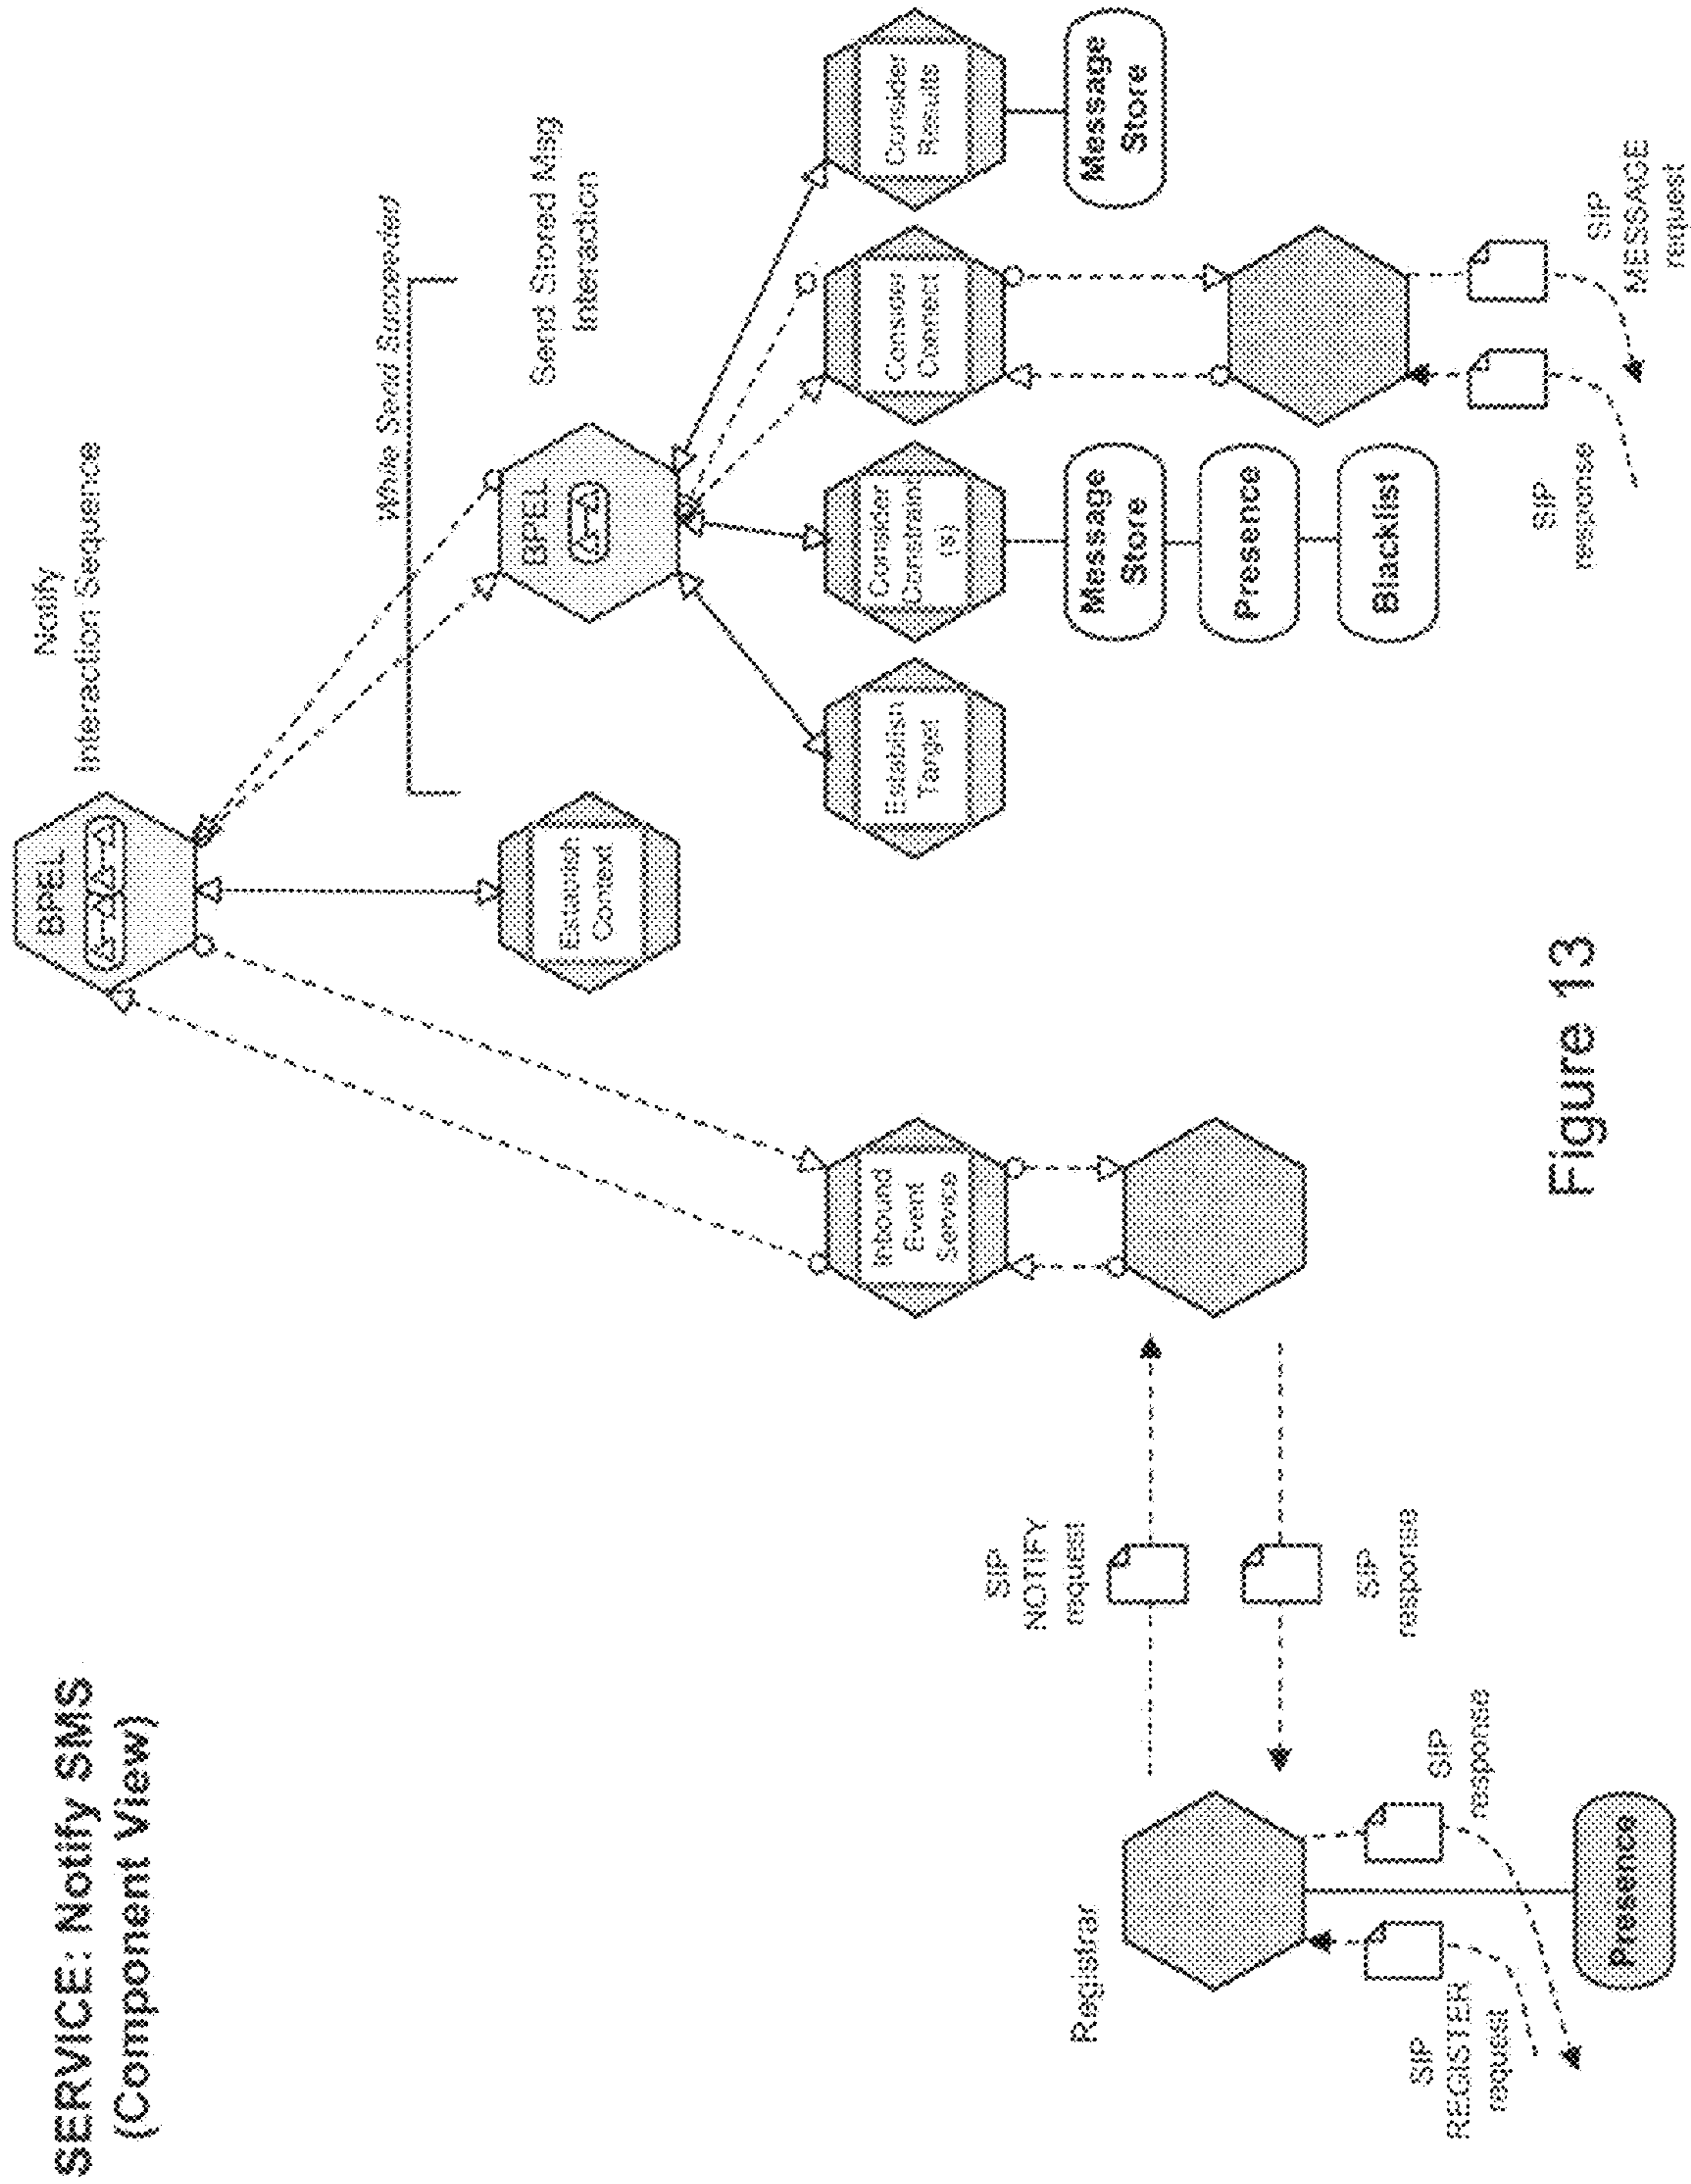 SERVICE: Notify SMS
(Component View)
Notify
Interaction Sequence
BPEL
While Send Succeeded
Send Stored Msg
Interaction
BPEL
Establish
Context
Inbound
Event
Service
Establish
Target
Consider
Constraint
(s)
Consider
Connect
Consider
Results
Message
Store
Presence
Blacklist
Message
Store
SIP
response
SIP
MESSAGE
request
SIP
NOTIFY
request
SIP
response
Registrar
SIP
REGISTER
request
SIP
response
Presence
Figure 13